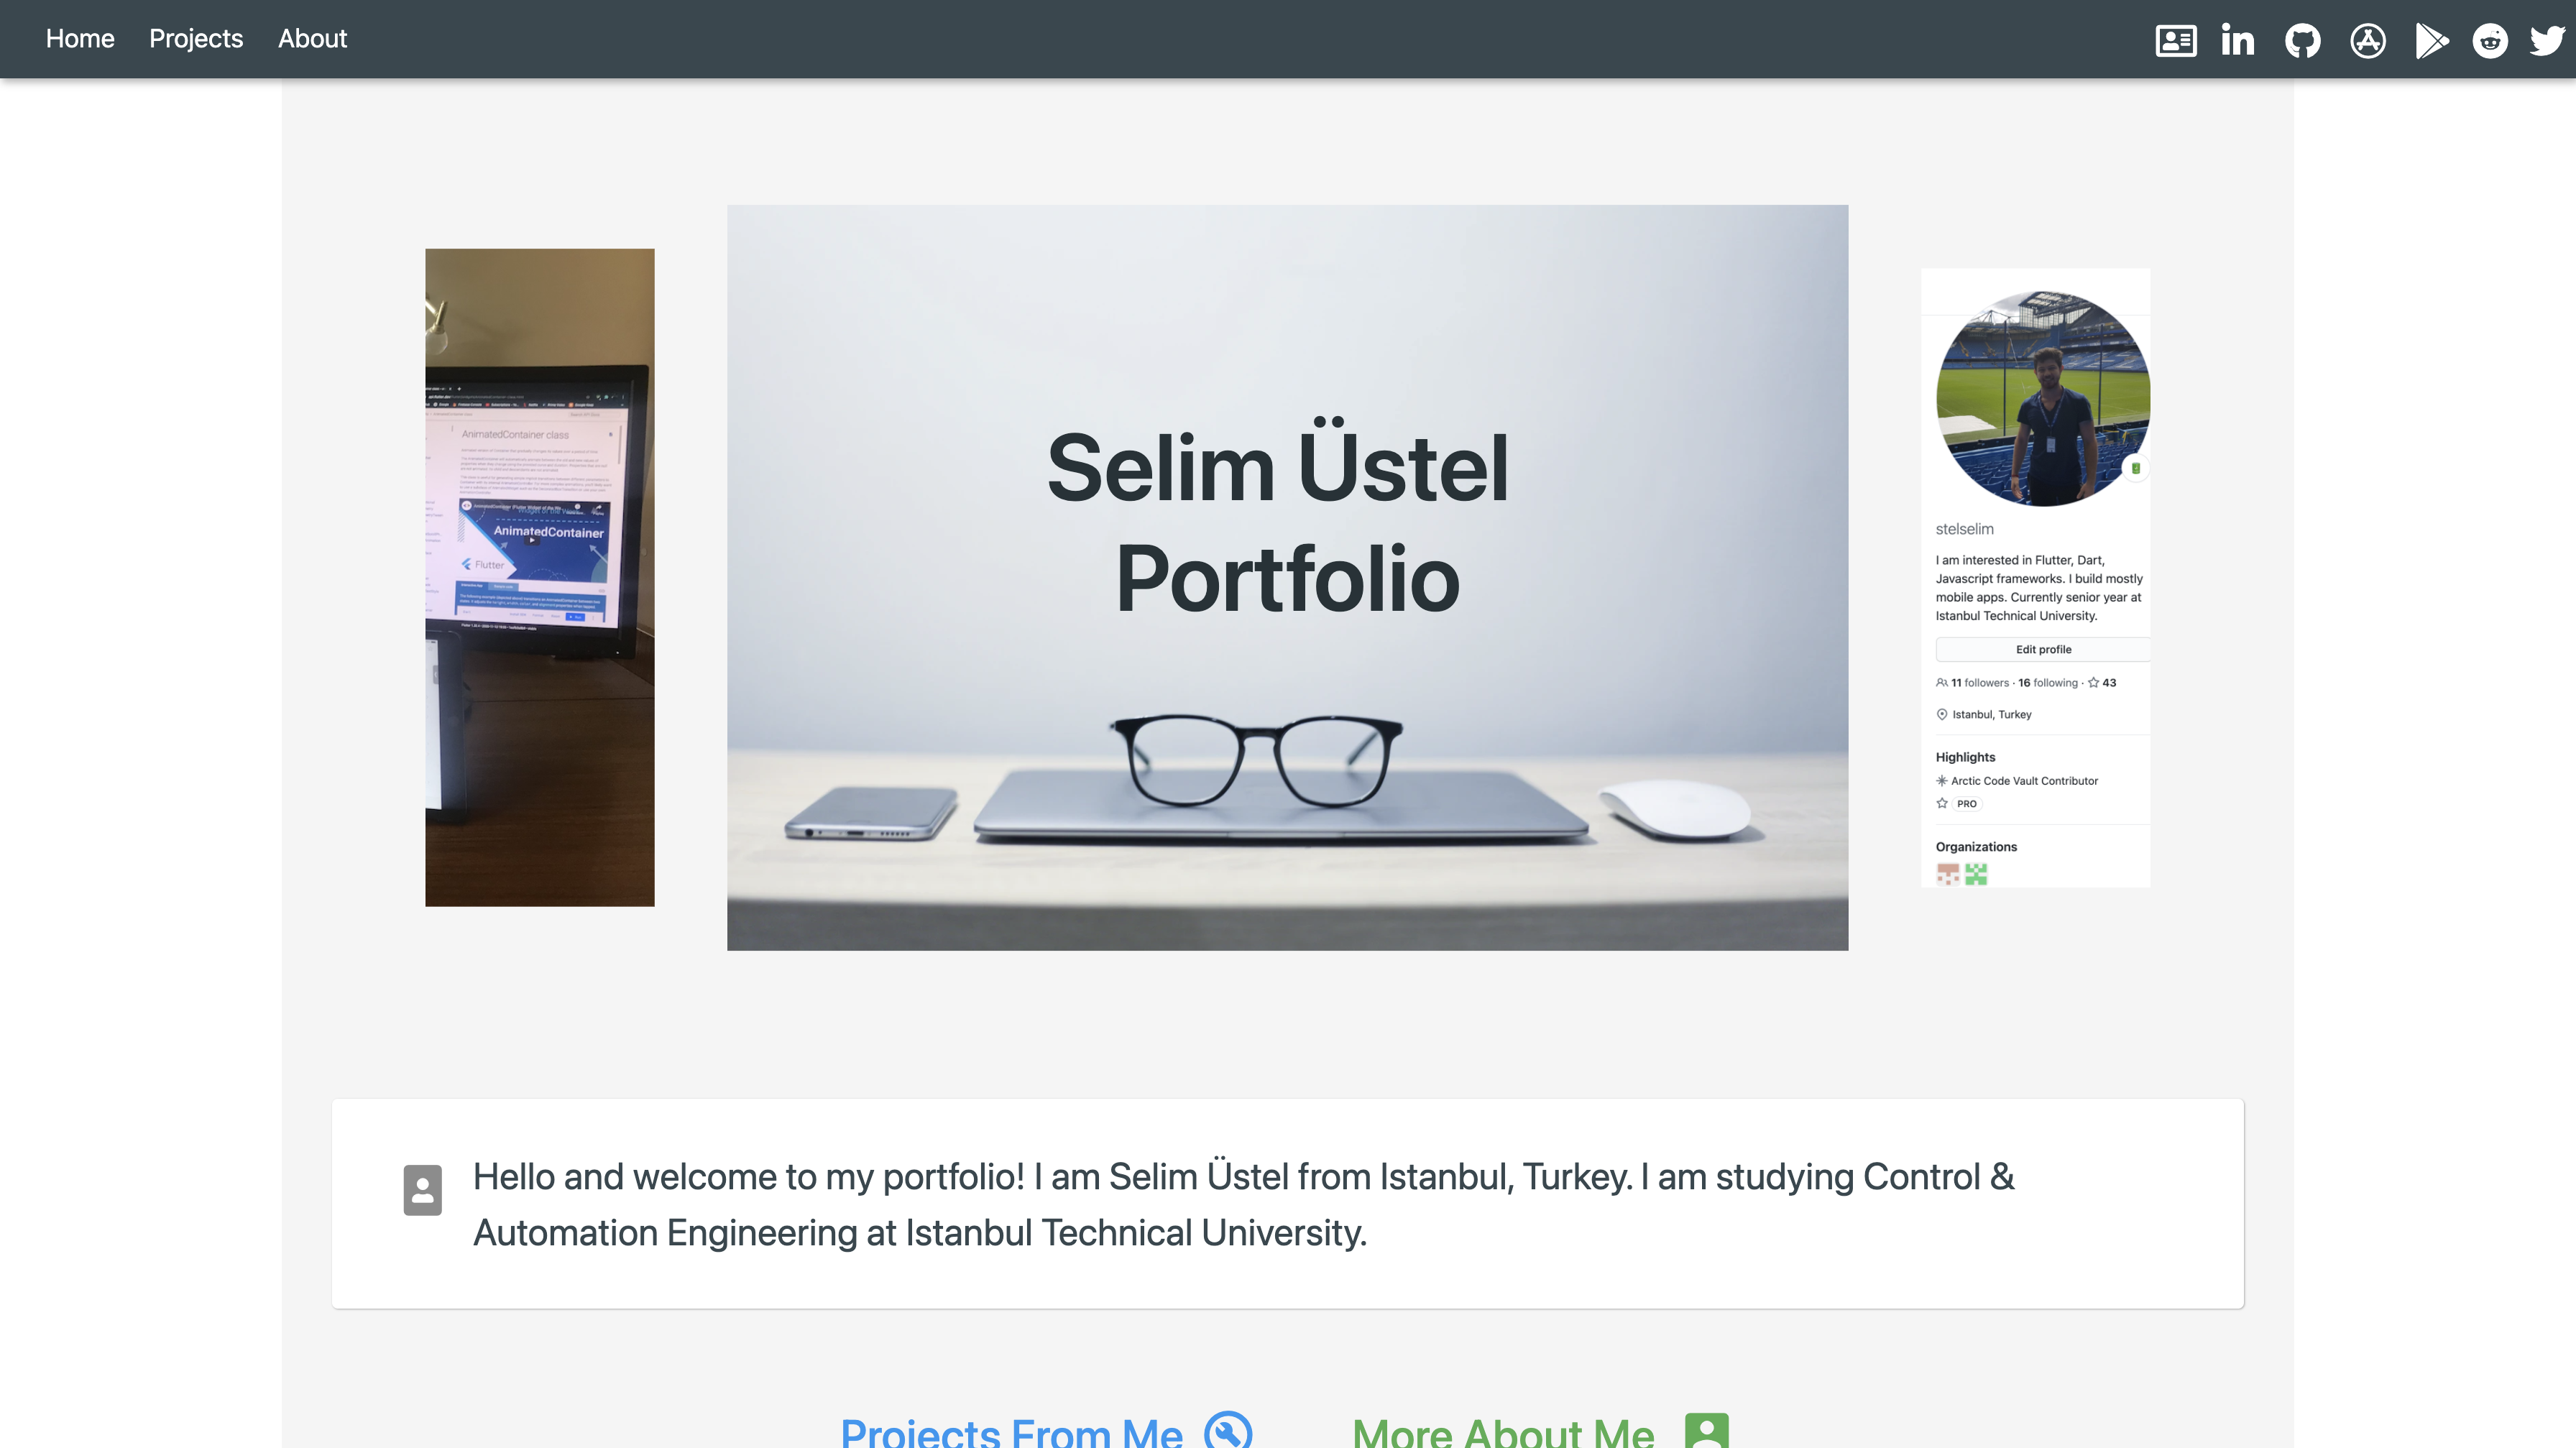 Home Projects About
AnimatedContainer class
AnimatedContainer
Flutter
Selim Üstel
Portfolio
stelselim
I am interested in Flutter, Dart,
Javascript frameworks. I build mostly
mobile apps. Currently senior year at
Istanbul Technical University.
Edit profile
11 followers · 16 following · 43
Istanbul, Turkey
Highlights
Arctic Code Vault Contributor
PRO
Organizations
Hello and welcome to my portfolio! I am Selim Üstel from Istanbul, Turkey. I am studying Control &
Automation Engineering at Istanbul Technical University.
Projects From Me More About Me